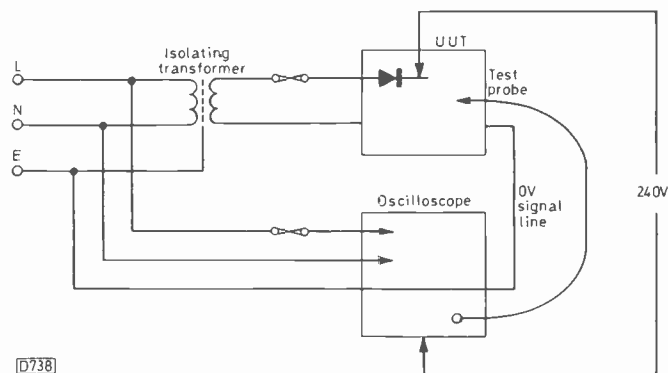 UUT
Isolating
transformer
L
Test
probe
N
E
240V
0V
signal
line
Oscilloscope
D738